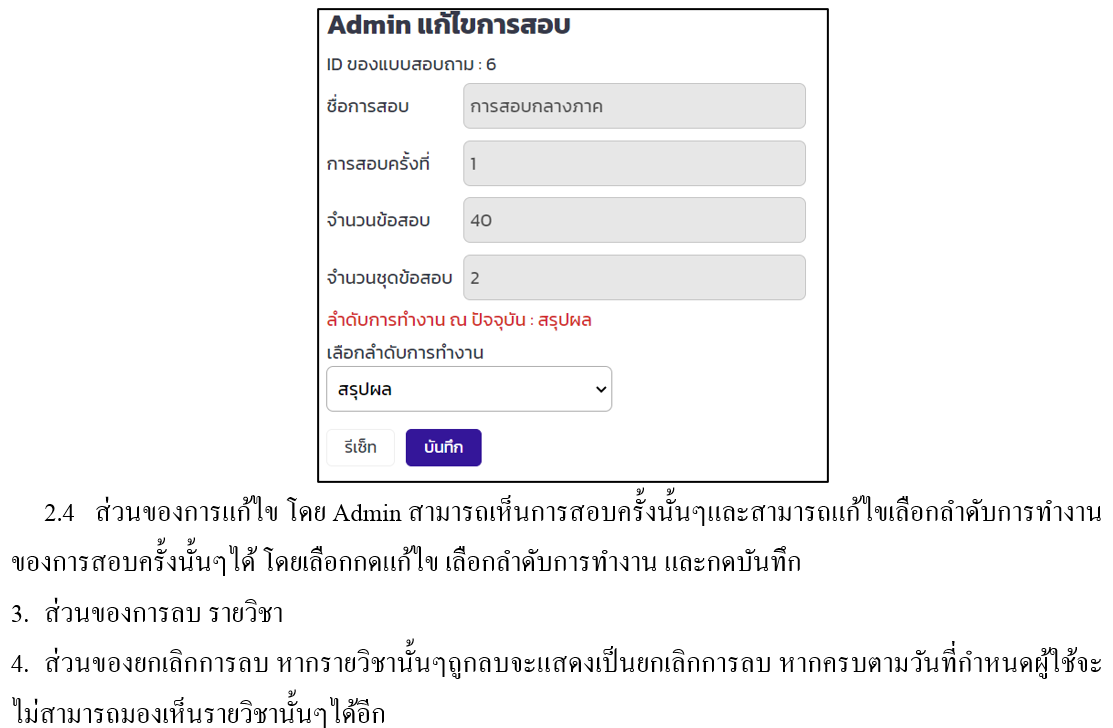 Admin แก้ไขการสอบ
ID ของแบบสอบถาม : 6
ชื่อการสอบ การสอบกลางภาค
การสอบครั้งที่ 1
จำนวนข้อสอบ 40
จำนวนชุดข้อสอบ 2
ลำดับการทำงาน ณ ปัจจุบัน : สรุปผล
เลือกลำดับการทำงาน
สรุปผล
รีเซ็ท บันทึก
2.4 ส่วนของการแก้ไข โดย Admin สามารถเห็นการสอบครั้งนั้นๆและสามารถแก้ไขเลือกลำดับการทำงาน
ของการสอบครั้งนั้นๆได้ โดยเลือกกดแก้ไข เลือกลำดับการทำงาน และกดบันทึก
3. ส่วนของการลบ รายวิชา
4. ส่วนของยกเลิกการลบ หากรายวิชานั้นๆถูกลบจะแสดงเป็นยกเลิกการลบ หากครบตามวันที่กำหนดผู้ใช้จะ
ไม่สามารถมองเห็นรายวิชานั้นๆได้อีก